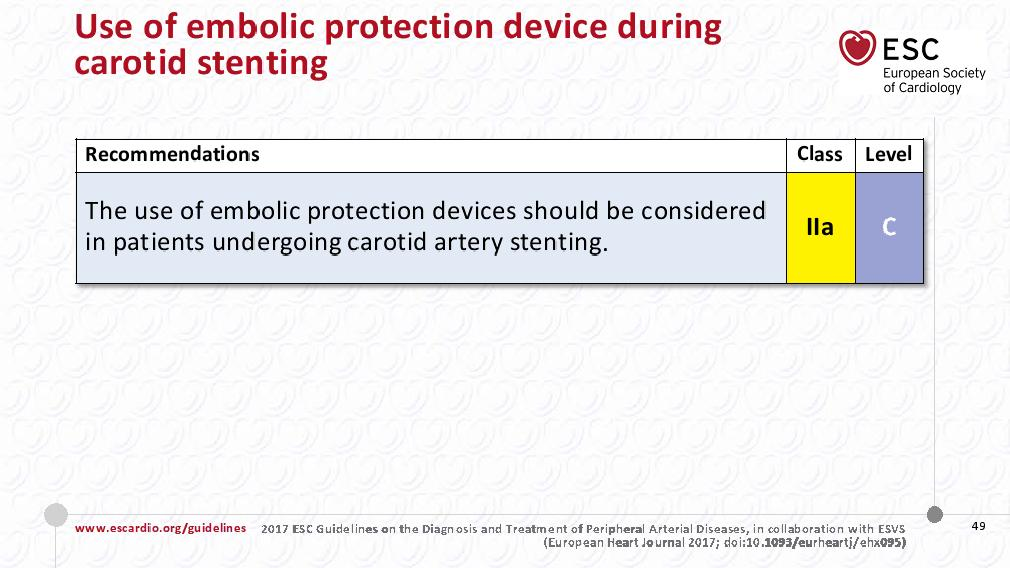 Use of embolic protection device during
carotid stenting
ESC
European Society
of Cardiology
Recommendations Class Level
The use of embolic protection devices should be considered
in patients undergoing carotid artery stenting.
IIa C
www.escardio.org/guidelines 2017 ESC Guidelines on the Diagnosis and Treatment of Peripheral Arterial Diseases, in collaboration with ESVS
(European Heart Journal 2017; doi:10.1093/eurheartj/ehx095)
49